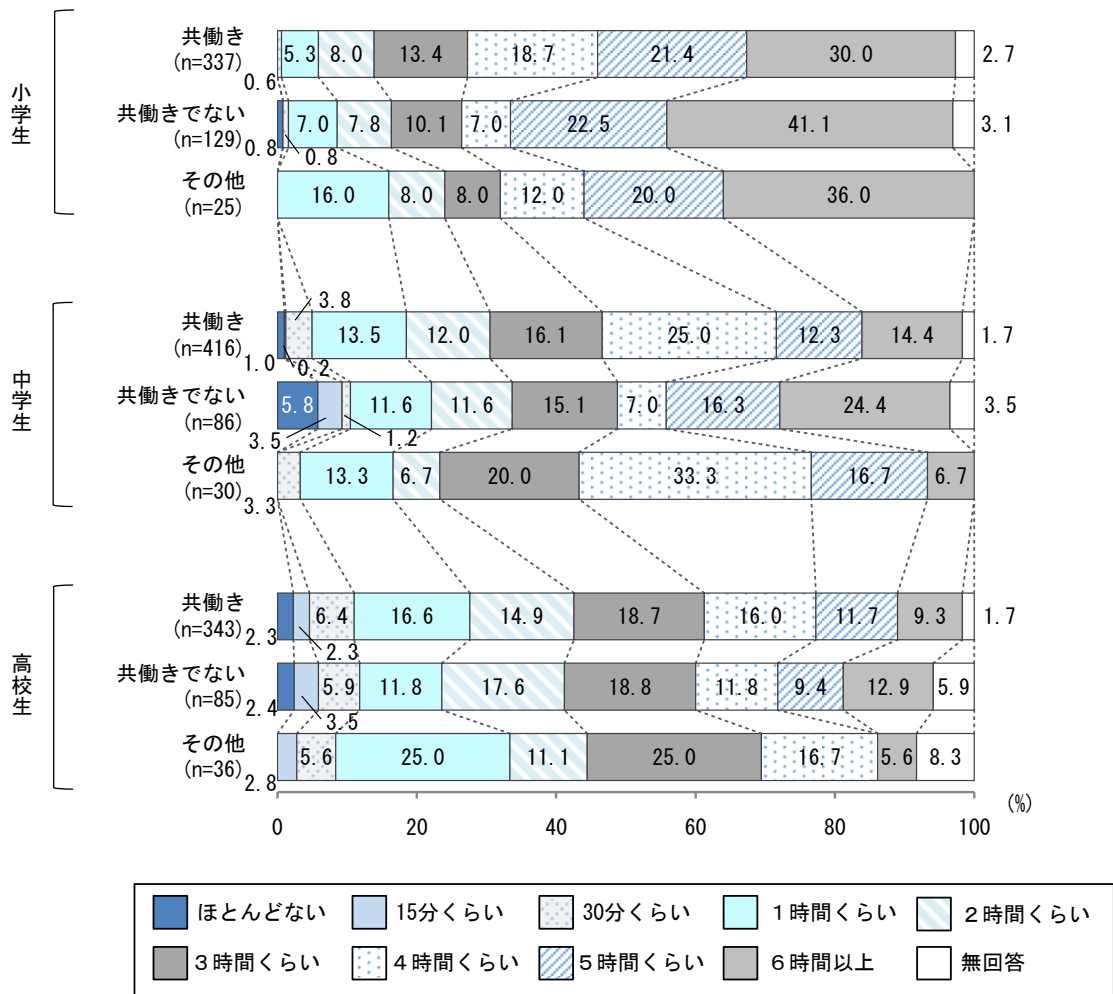 小学生
共働き
(n=337)
0.6 5.3 8.0 13.4 18.7 21.4 30.0 2.7
共働きでない
(n=129)
0.8 0.8 7.0 7.8 10.1 7.0 22.5 41.1 3.1
その他
(n=25)
16.0 8.0 8.0 12.0 20.0 36.0
中学生
共働き
(n=416)
1.0 0.2 3.8 13.5 12.0 16.1 25.0 12.3 14.4 1.7
共働きでない
(n=86)
5.8 3.5 1.2 11.6 11.6 15.1 7.0 16.3 24.4 3.5
その他
(n=30)
3.3 13.3 6.7 20.0 33.3 16.7 6.7
高校生
共働き
(n=343)
2.3 2.3 6.4 16.6 14.9 18.7 16.0 11.7 9.3 1.7
共働きでない
(n=85)
2.4 3.5 5.9 11.8 17.6 18.8 11.8 9.4 12.9 5.9
その他
(n=36)
2.8 5.6 25.0 11.1 25.0 16.7 5.6 8.3
(%)
0 20 40 60 80 100
ほとんどない 15分くらい 30分くらい 1時間くらい 2時間くらい
3時間くらい 4時間くらい 5時間くらい 6時間以上 無回答